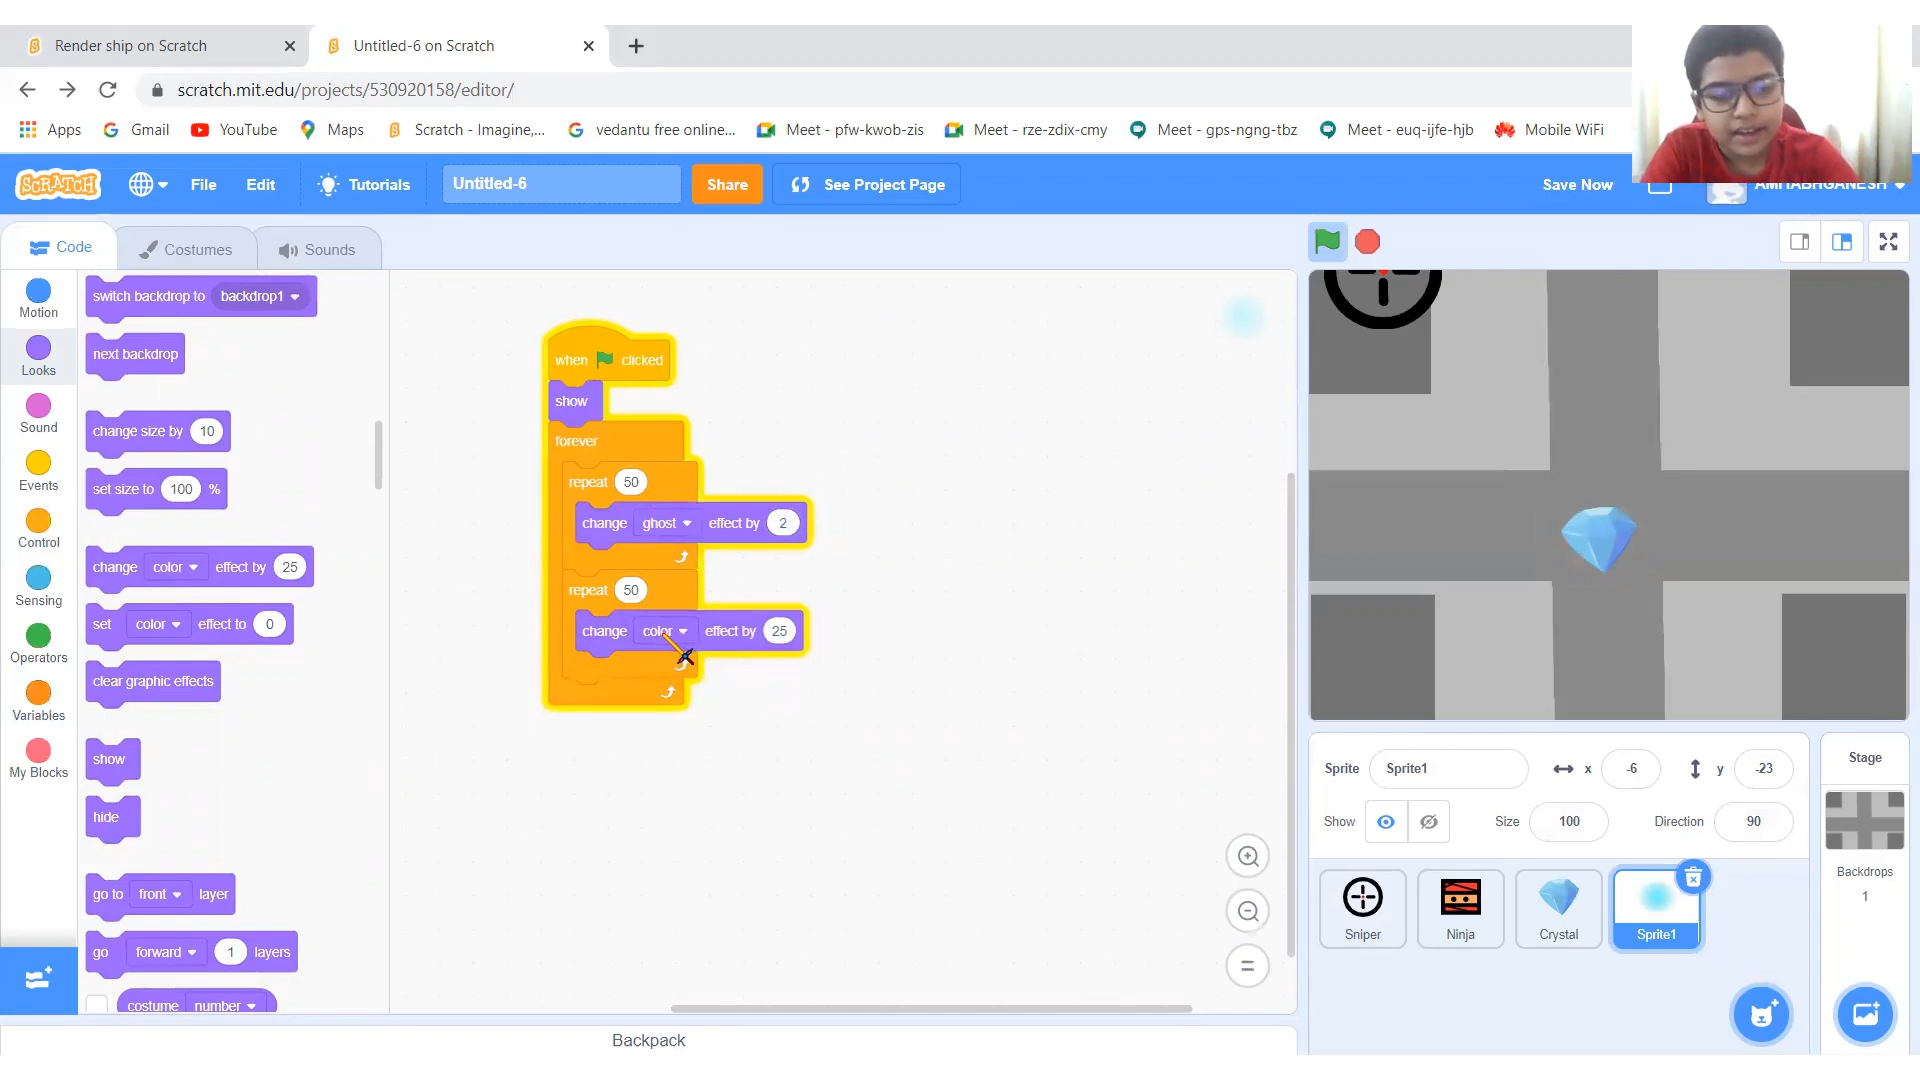 Render ship on Scratch
Untitled-6 on Scratch
scratch.mit.edu/projects/530920158/editor/
Apps Gmail YouTube Maps Scratch - Imagine,... vedantu free online... Meet - pfw-kwob-zis Meet - rze-zdix-cmy Meet - gps-ngng-tbz Meet - euq-ijfe-hjb Mobile WiFi
SCRATCH File Edit Tutorials Untitled-6 Share See Project Page Save Now AMITABHGANESH
Code Costumes Sounds
Motion
Looks
Sound
Events
Control
Sensing
Operators
Variables
My Blocks
switch backdrop to backdrop1
next backdrop
change size by 10
set size to 100 %
change color effect by 25
set color effect to 0
clear graphic effects
show
hide
go to front layer
go forward 1 layers
costume number
when clicked
show
forever
repeat 50
change ghost effect by 2
repeat 50
change color effect by 25
Sprite Sprite1 x -6 y -23
Show Size 100 Direction 90
Sniper Ninja Crystal Sprite1
Stage
Backdrops
1
Backpack